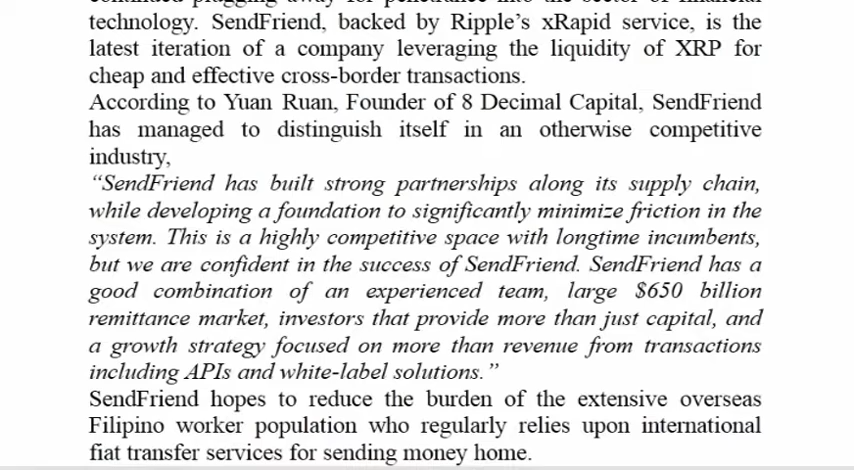 technology. SendFriend, backed by Ripple's xRapid service, is the
latest iteration of a company leveraging the liquidity of XRP for
cheap and effective cross-border transactions.
According to Yuan Ruan, Founder of 8 Decimal Capital, SendFriend
has managed to distinguish itself in an otherwise competitive
industry,
“SendFriend has built strong partnerships along its supply chain,
while developing a foundation to significantly minimize friction in the
system. This is a highly competitive space with longtime incumbents,
but we are confident in the success of SendFriend. SendFriend has a
good combination of an experienced team, large $650 billion
remittance market, investors that provide more than just capital, and
a growth strategy focused on more than revenue from transactions
including APIs and white-label solutions.”
SendFriend hopes to reduce the burden of the extensive overseas
Filipino worker population who regularly relies upon international
fiat transfer services for sending money home.